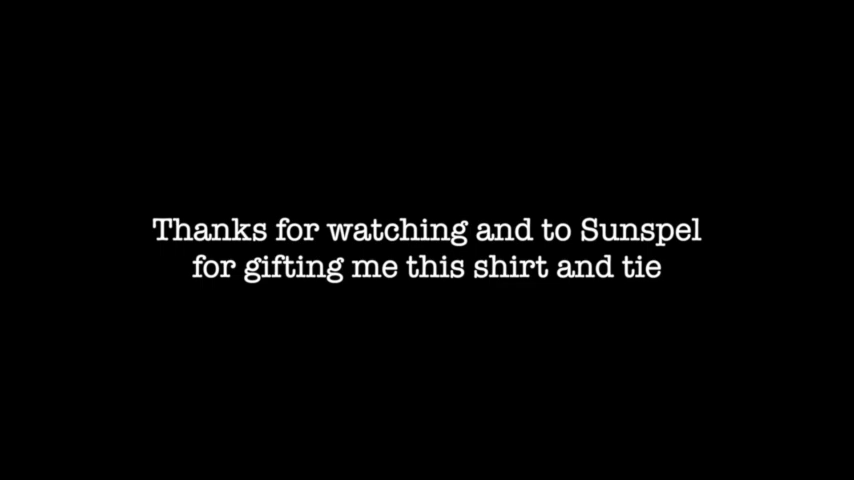 Thanks for watching and to Sunspel
for gifting me this shirt and tie